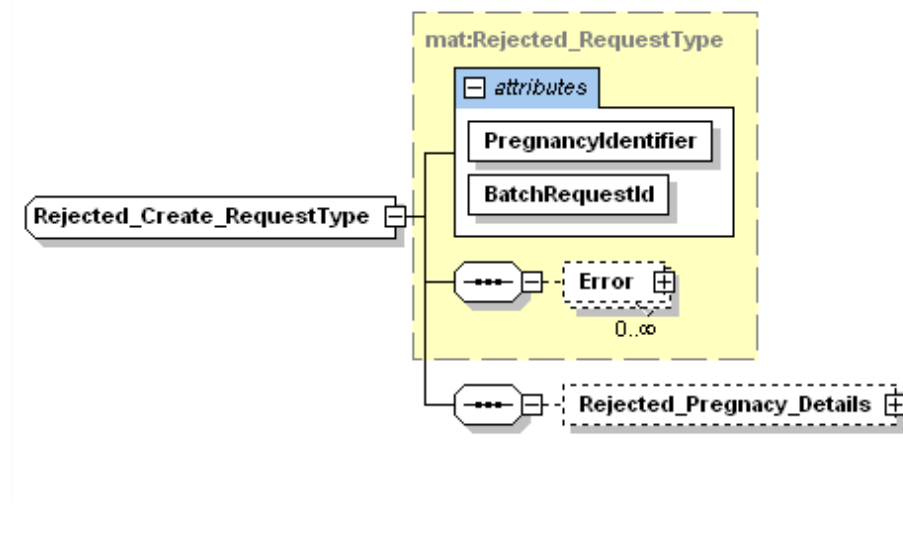 mat:Rejected_RequestType
attributes
PregnancyIdentifier
BatchRequestId
Rejected_Create_RequestType
Error
0..∞
Rejected_Pregnacy_Details